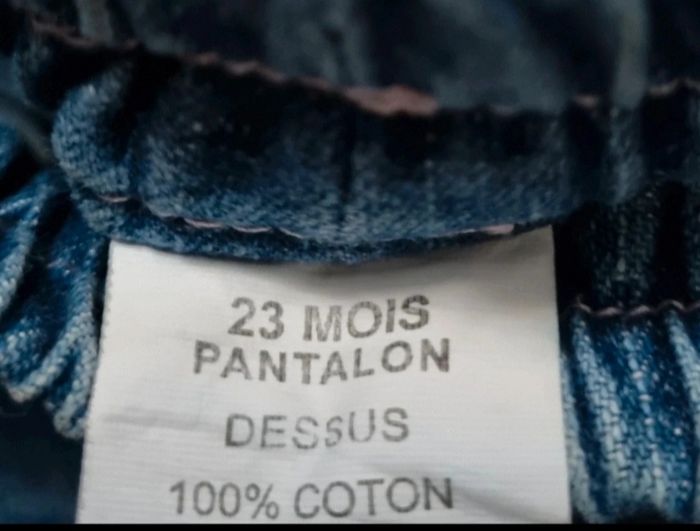 23 MOIS
PANTALON
DESSUS
100% COTON